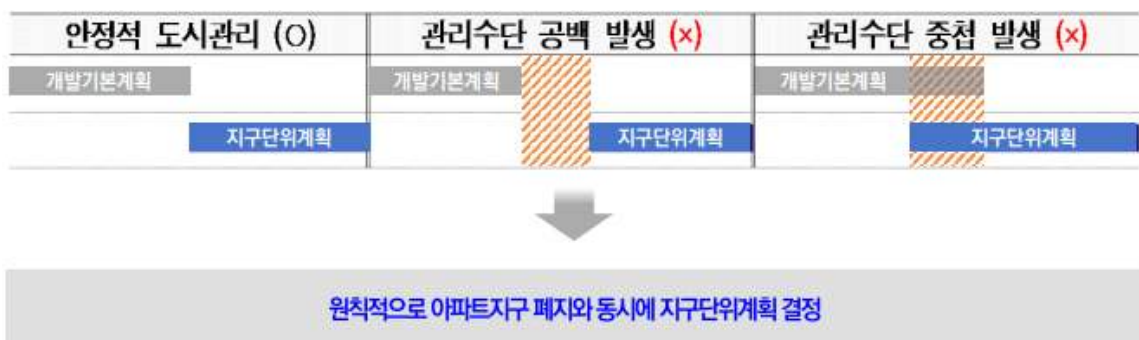 안정적 도시관리 (O)
관리수단 공백 발생 (×)
관리수단 중첩 발생 (×)
개발기본계획
개발기본계획
개발기본계획
지구단위계획
지구단위계획
지구단위계획
원칙적으로 아파트지구 폐지와 동시에 지구단위계획 결정